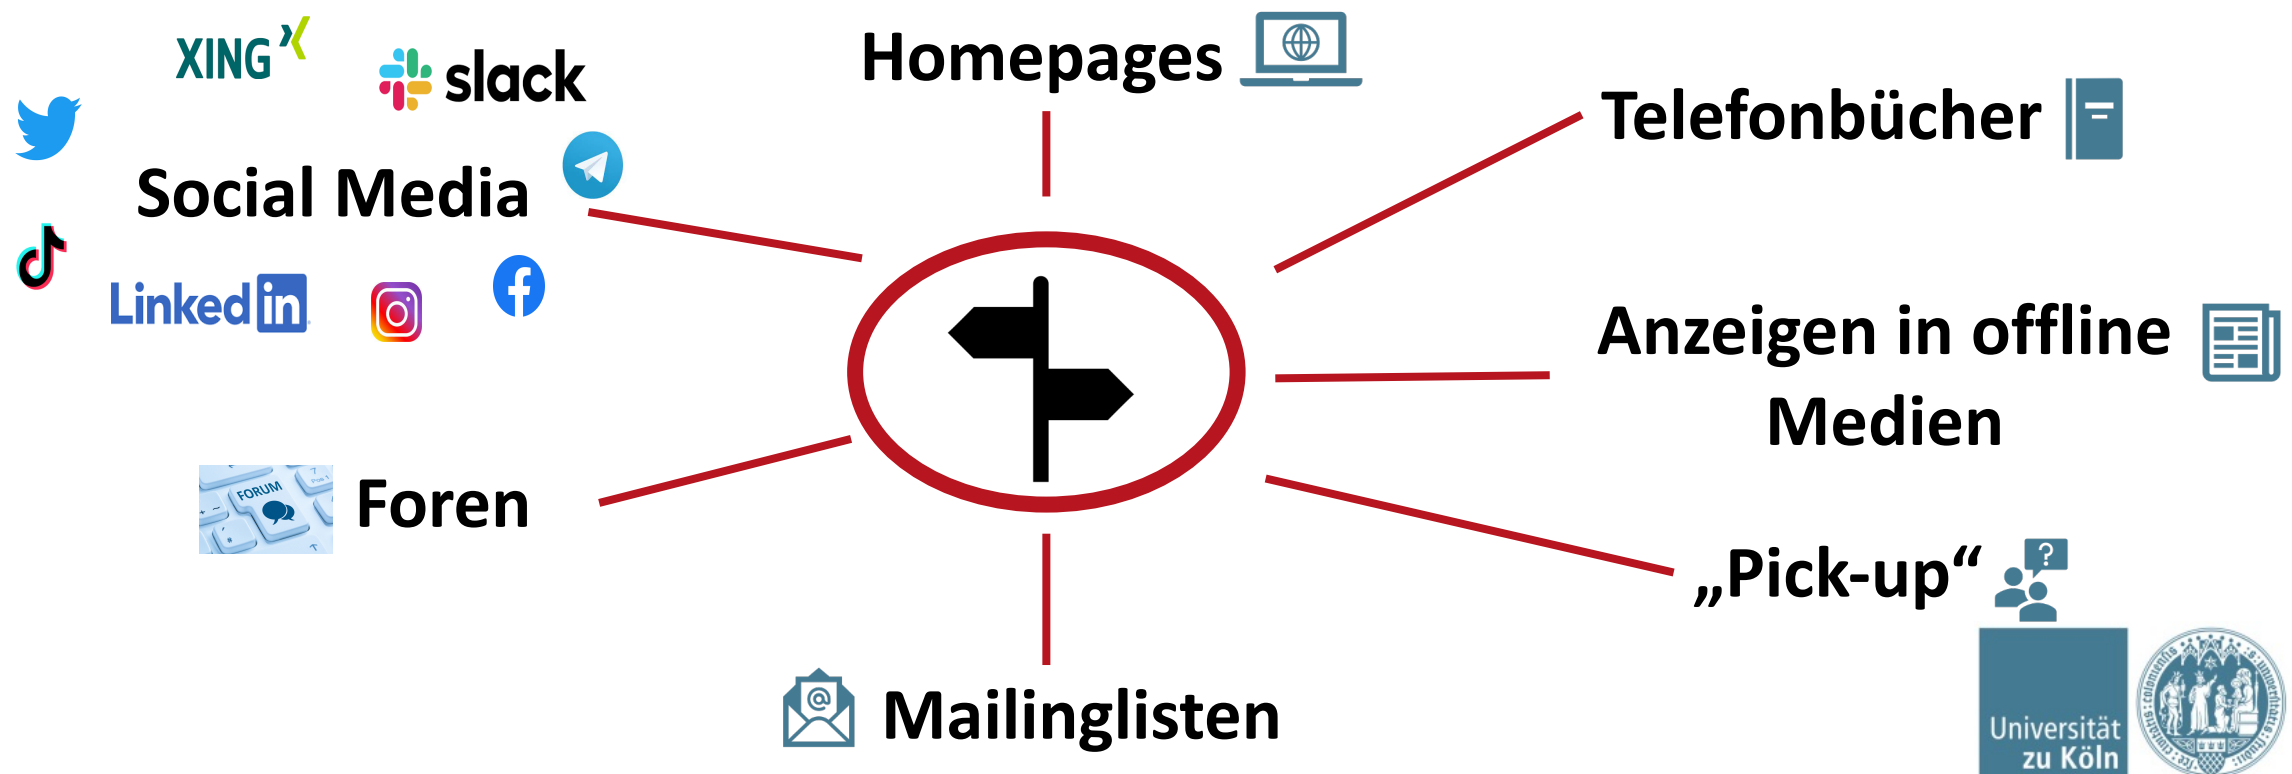 XING
slack
Social Media
Linked in
Homepages
Telefonbücher
Anzeigen in offline
Medien
FORUM
Foren
„Pick-up“
?
@
Mailinglisten
Universität
zu Köln